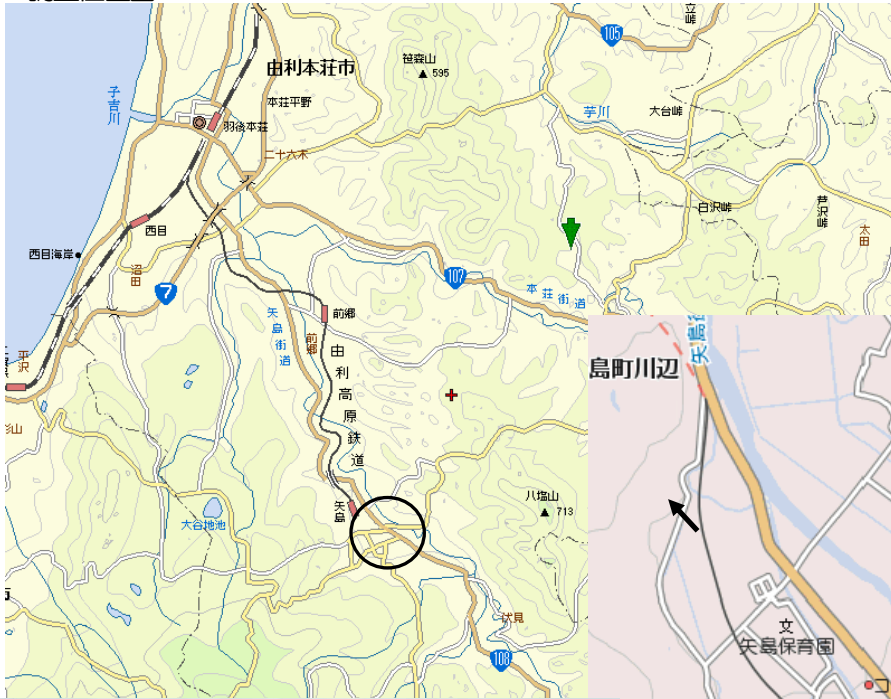 105
立峠
笹森山
▲ 595
由利本荘市
子吉川
本荘平野
羽後本荘
芋川
大台峠
二十六木
白沢峠
芦沢峠
太田
西目
西目海岸
沼田
107
本荘街道
7
前郷
前郷
矢島街道
平沢
由利高原鉄道
矢島街
島町川辺
八塩山
▲ 713
矢島
大谷地池
伏見
108
文
矢島保育園